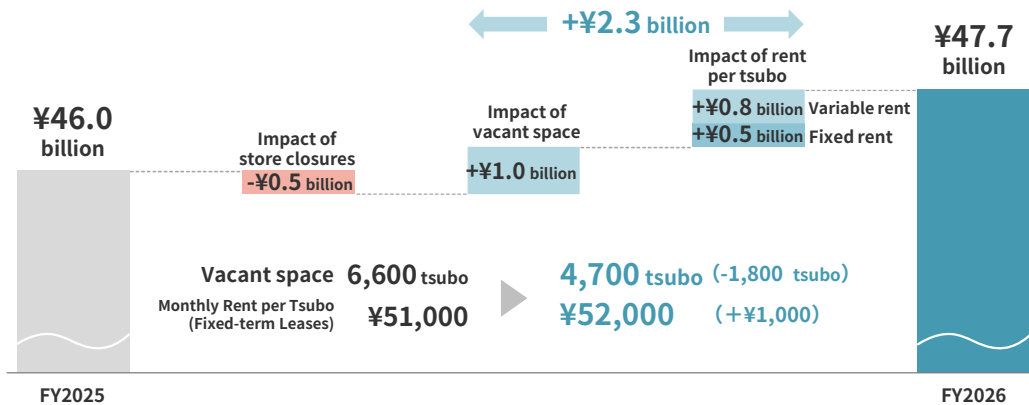 +¥2.3 billion
¥46.0
billion
Impact of
store closures
-¥0.5 billion
Impact of
vacant space
+¥1.0 billion
Impact of rent
per tsubo
+¥0.8 billion Variable rent
+¥0.5 billion Fixed rent
¥47.7
billion
Vacant space 6,600 tsubo 4,700 tsubo (-1,800 tsubo)
Monthly Rent per Tsubo
(Fixed-term Leases)
¥51,000 ¥52,000 (+¥1,000)
FY2025 FY2026